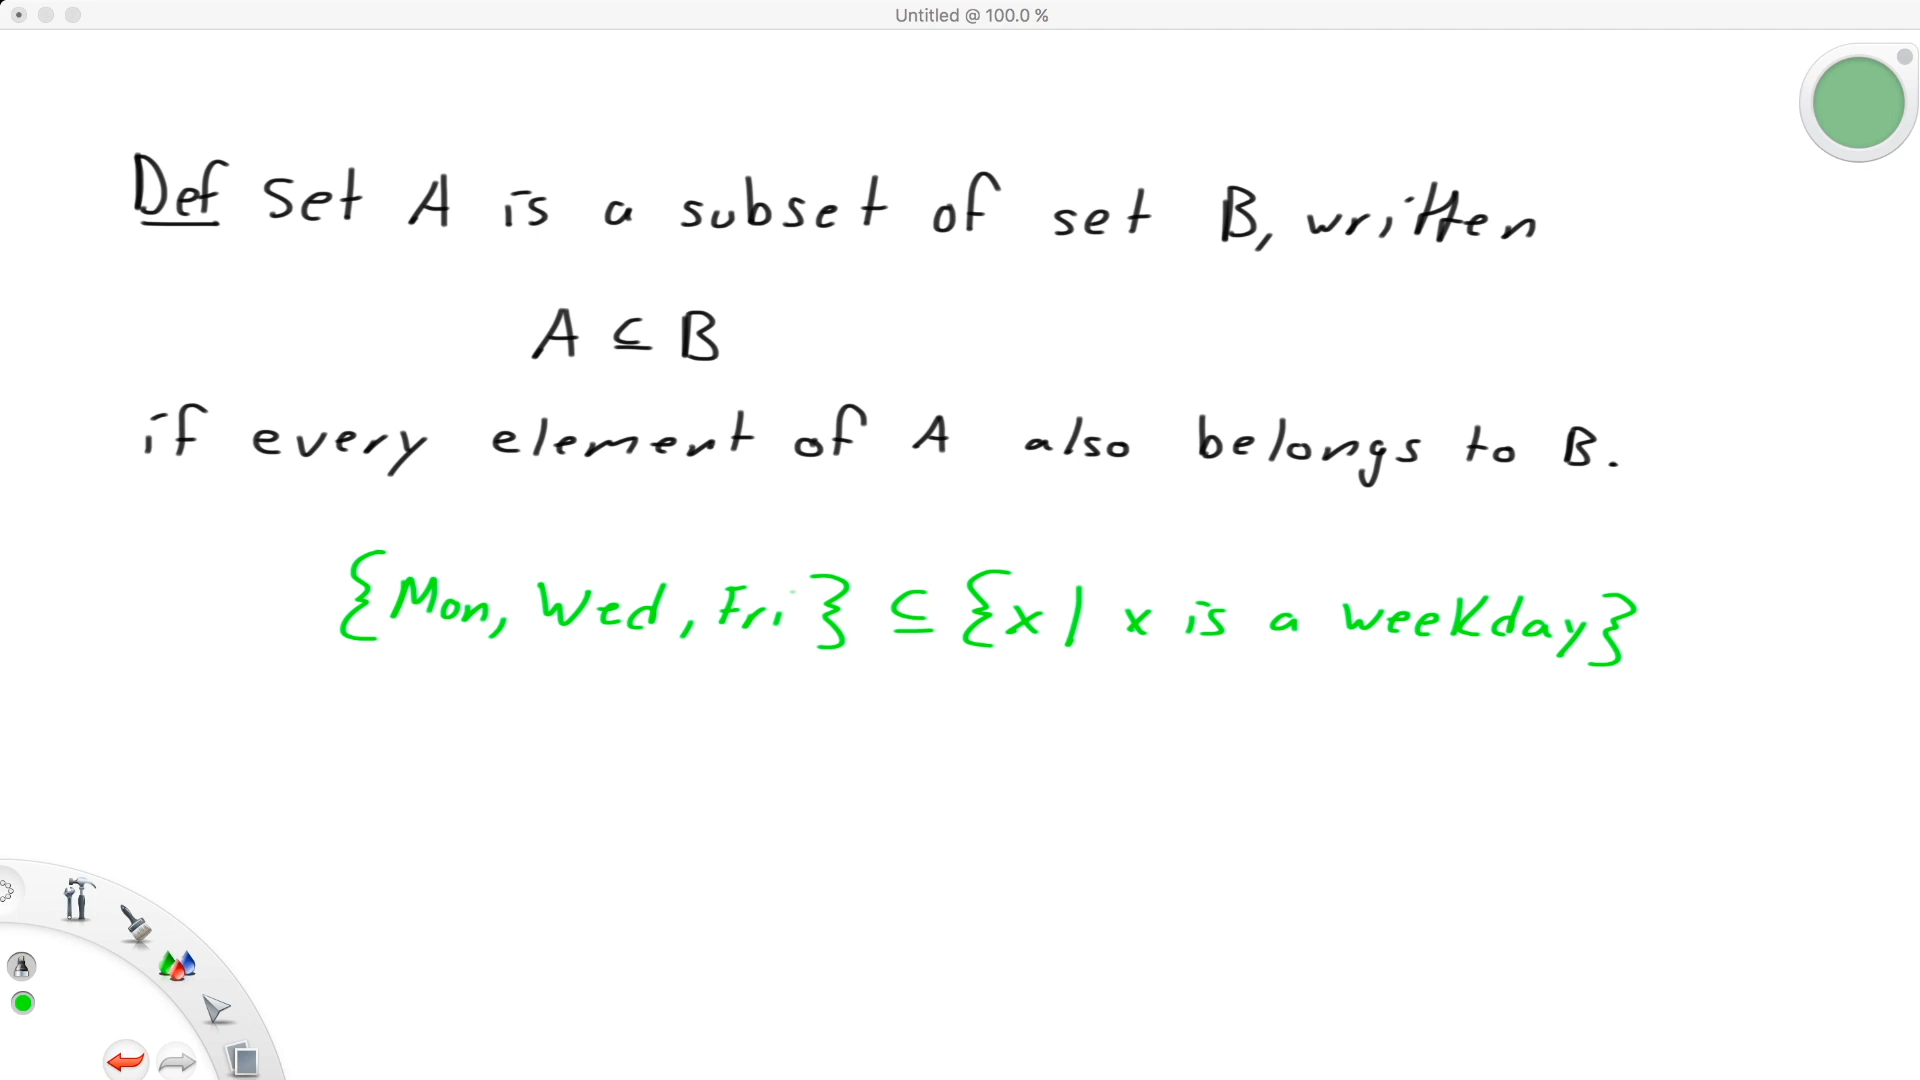 Untitled @ 100.0 %
Def Set A is a subset of set B, written
A ⊆ B
if every element of A also belongs to B.
{Mon, Wed, Fri} ⊆ {x | x is a weekday}